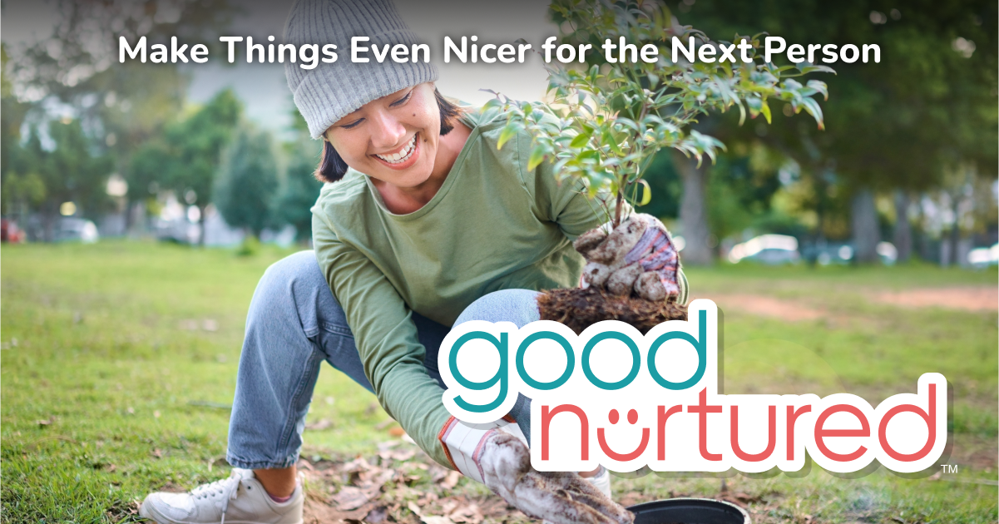 Make Things Even Nicer for the Next Person
good
nurtured
™